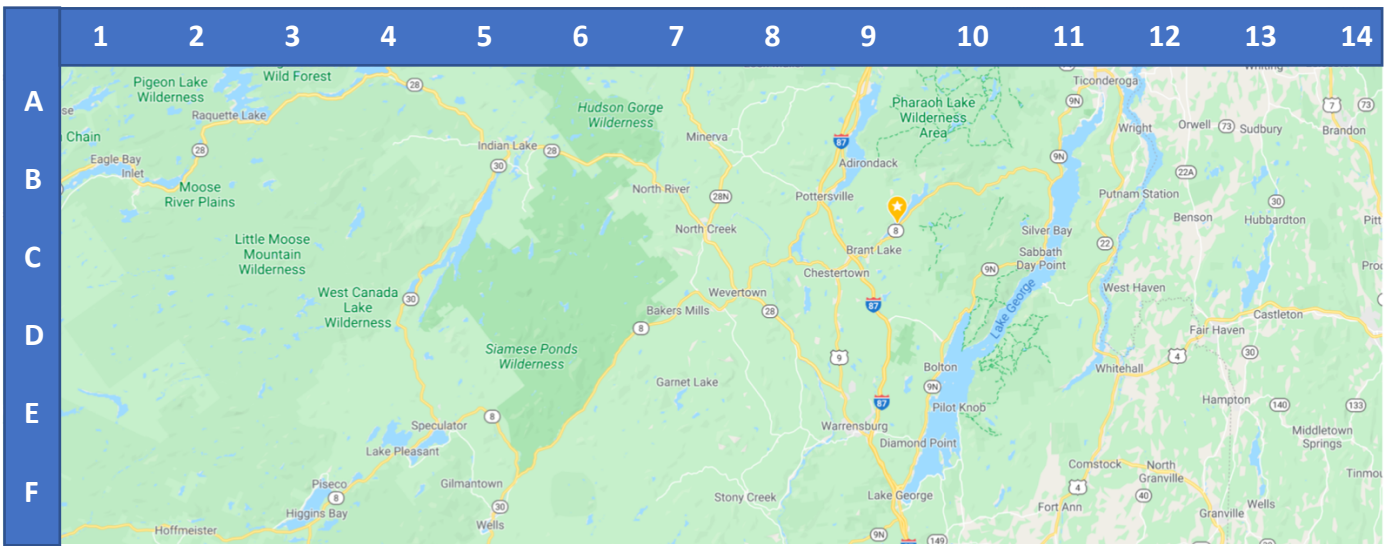 1 2 3 4 5 6 7 8 9 10 11 12 13 14
A
B
C
D
E
F
Pigeon Lake
Wilderness
Wild Forest
28
Raquette Lake
Chain
Eagle Bay
Inlet
28
Moose
River Plains
Indian Lake
28
30
Hudson Gorge
Wilderness
Minerva
North River
28N
North Creek
87
Adirondack
Pottersville
Pharaoh Lake
Wilderness
Area
Ticonderoga
9N
9N
Wright
Orwell
73
Sudbury
7
73
Brandon
22A
Putnam Station
Benson
30
Hubbardton
Little Moose
Mountain
Wilderness
West Canada
Lake
Wilderness
30
8
Brant Lake
Chestertown
Silver Bay
Sabbath
Day Point
9N
22
West Haven
Wevertown
Bakers Mills
8
28
87
Lake George
Castleton
Fair Haven
4
30
Siamese Ponds
Wilderness
9
Garnet Lake
Bolton
9N
Whitehall
87
Pilot Knob
Hampton
140
133
Middletown
Springs
Speculator
8
Warrensburg
Diamond Point
Lake Pleasant
Comstock
North
Granville
4
40
Piseco
8
Higgins Bay
Gilmantown
30
Wells
Hoffmeister
Stony Creek
Lake George
9N
149
Fort Ann
Granville
Wells